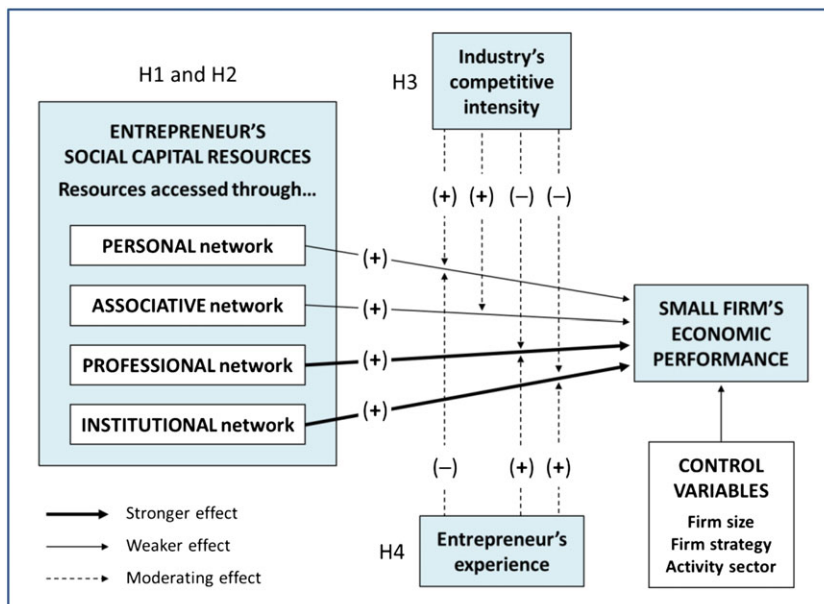 H1 and H2
ENTREPRENEUR'S
SOCIAL CAPITAL RESOURCES
Resources accessed through...
PERSONAL network
ASSOCIATIVE network
PROFESSIONAL network
INSTITUTIONAL network
(+)
(+)
(+)
(+)
H3
Industry's
competitive
intensity
(+) (+) (−) (−)
SMALL FIRM'S
ECONOMIC
PERFORMANCE
(−) (+) (+)
H4
Entrepreneur's
experience
CONTROL
VARIABLES
Firm size
Firm strategy
Activity sector
Stronger effect
Weaker effect
Moderating effect